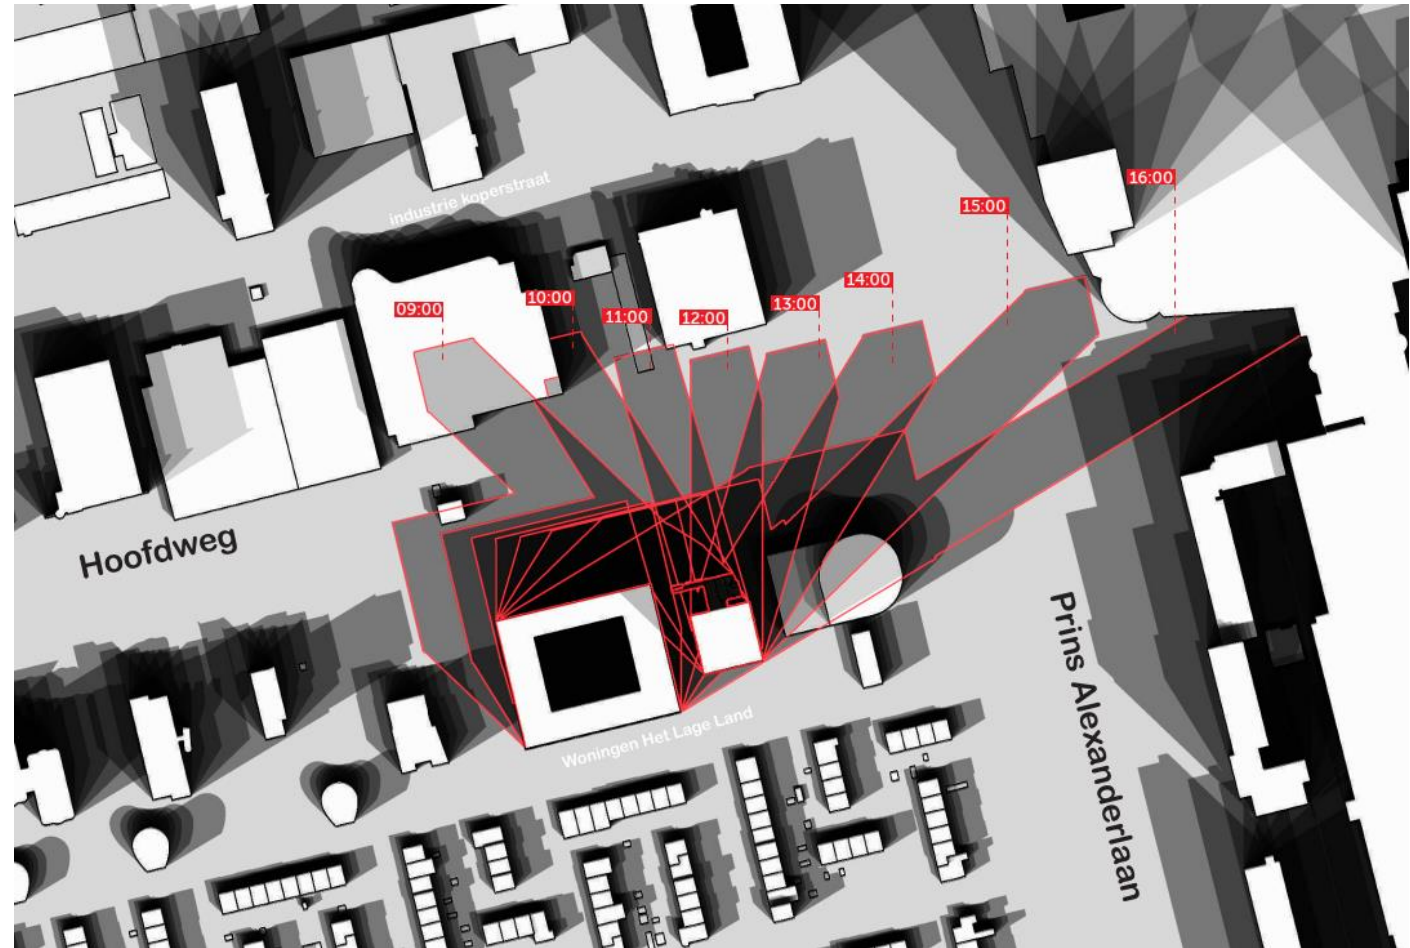 industrie koperstraat
16:00
15:00
14:00
13:00
12:00
11:00
10:00
09:00
Hoofdweg
Prins Alexanderlaan
Woningen Het Lage Land